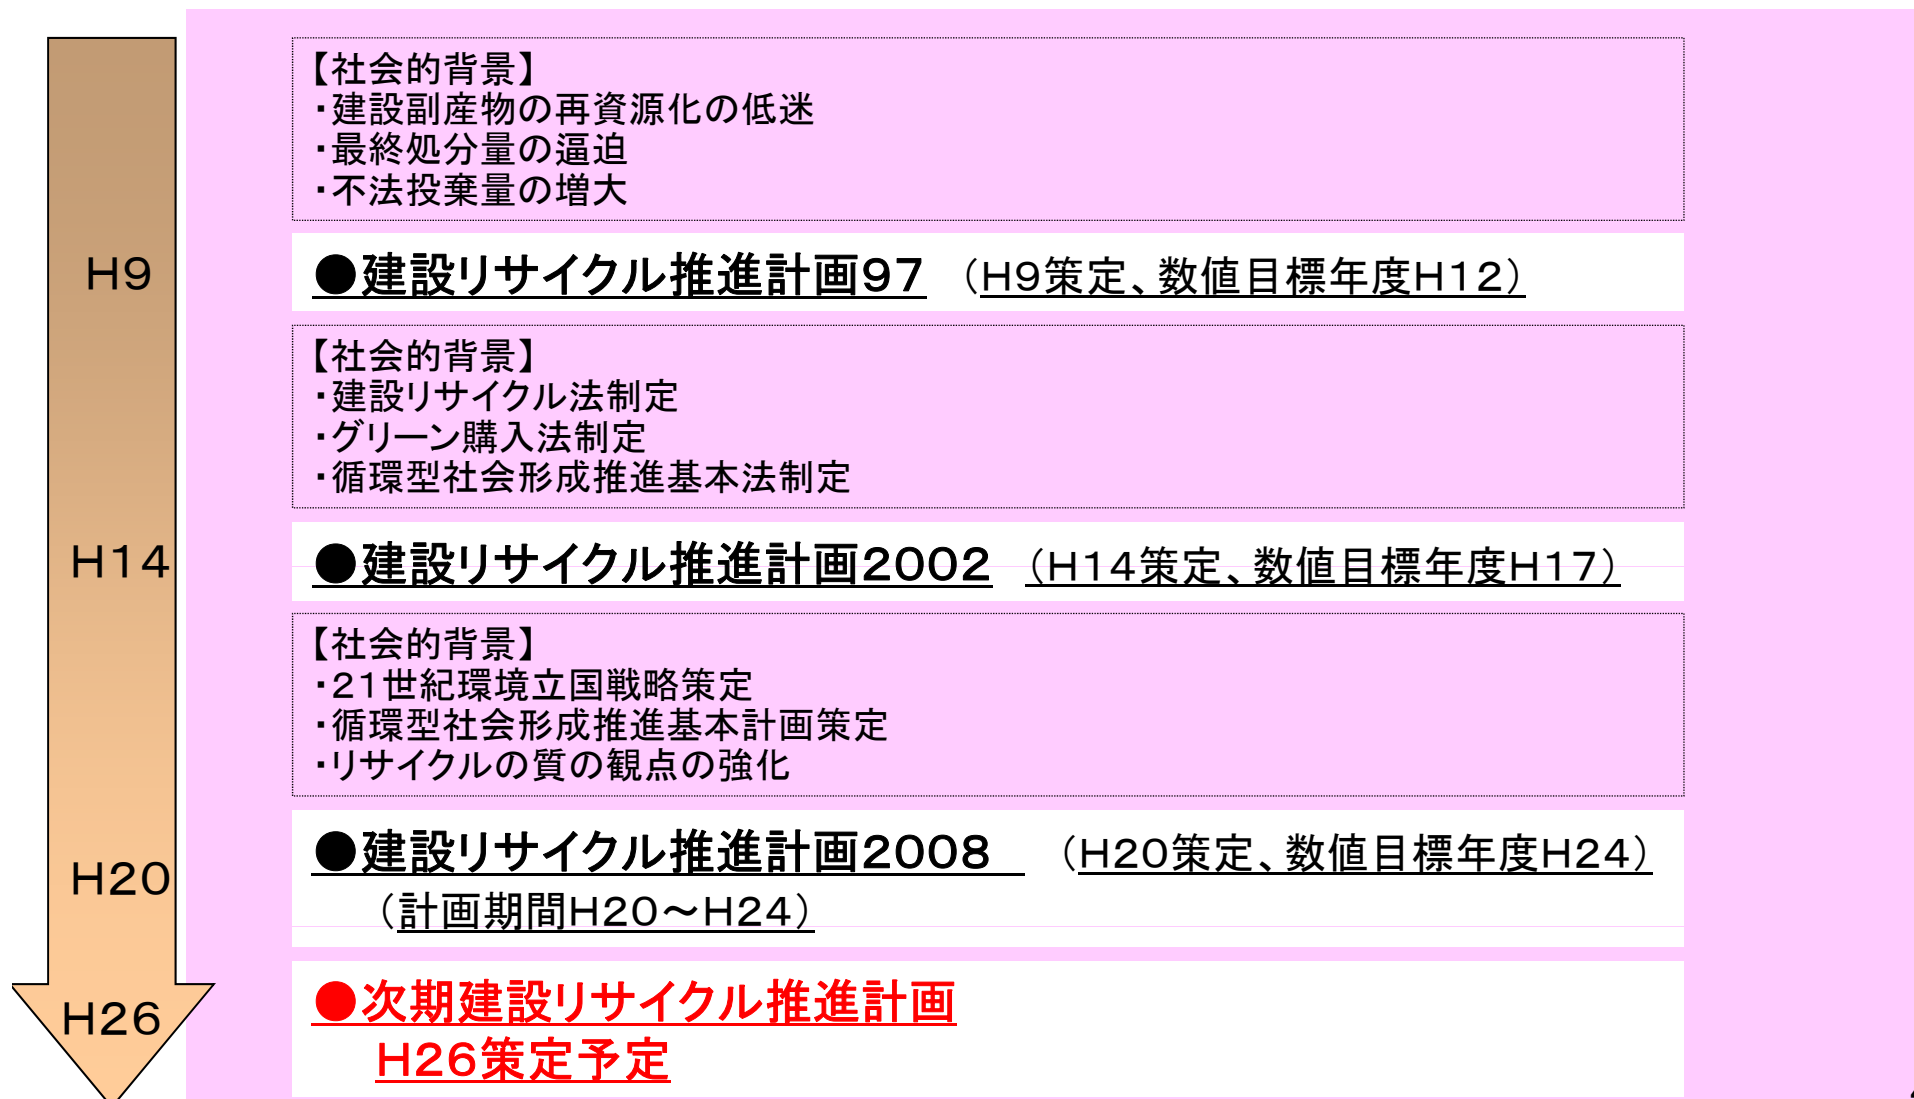 【社会的背景】
・建設副産物の再資源化の低迷
・最終処分量の逼迫
・不法投棄量の増大
H9
●建設リサイクル推進計画97 （H9策定、数値目標年度H12）
【社会的背景】
・建設リサイクル法制定
・グリーン購入法制定
・循環型社会形成推進基本法制定
H14
●建設リサイクル推進計画2002 （H14策定、数値目標年度H17）
【社会的背景】
・21世紀環境立国戦略策定
・循環型社会形成推進基本計画策定
・リサイクルの質の観点の強化
H20
●建設リサイクル推進計画2008 （H20策定、数値目標年度H24）
（計画期間H20～H24）
H26
●次期建設リサイクル推進計画
H26策定予定